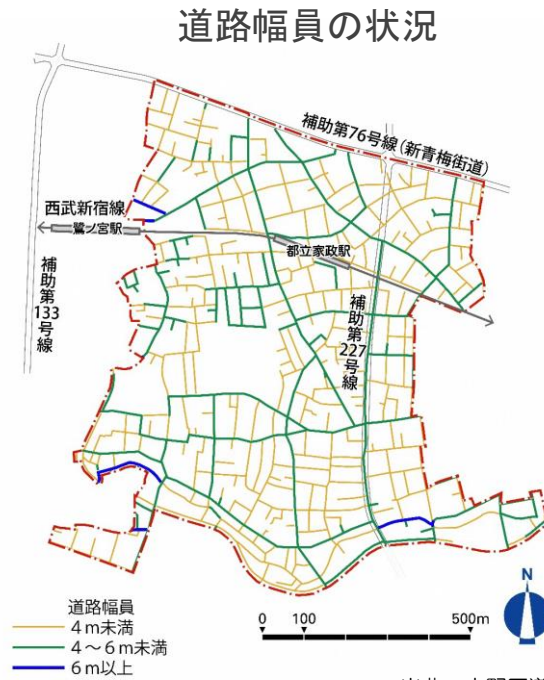 道路幅員の状況
補助第76号線(新青梅街道)
西武新宿線
鷺ノ宮駅
都立家政駅
補助第133号線
補助第227号線
N
道路幅員
4m未満
4~6m未満
6m以上
0 100 500m